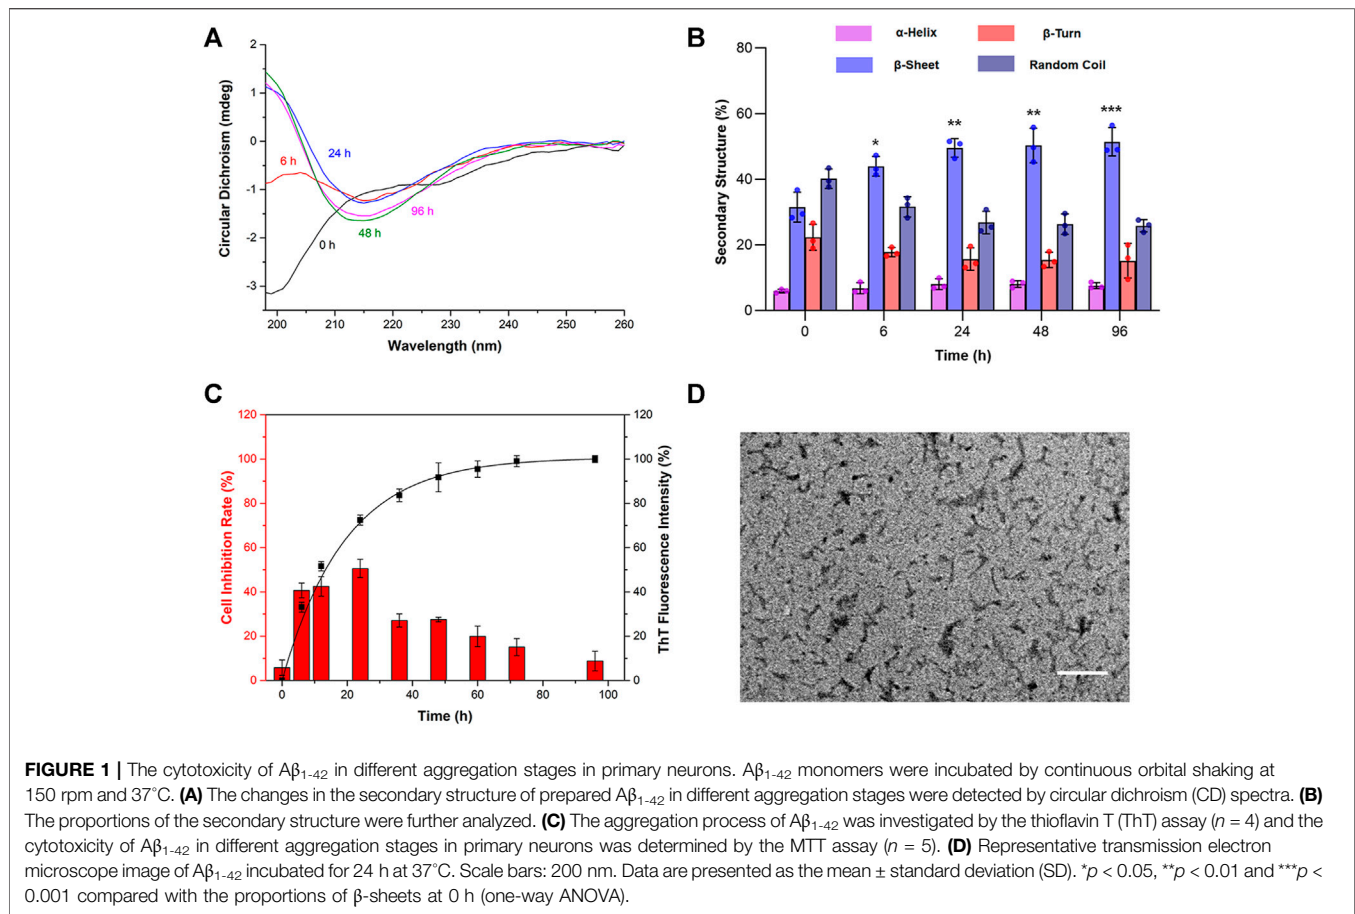 A
Circular Dichroism (mdeg)
2
1
0
-1
-2
-3
24 h
6 h
96 h
48 h
0 h
200 210 220 230 240 250 260
Wavelength (nm)
B
α-Helix
β-Turn
β-Sheet
Random Coil
Secondary Structure (%)
80
60
40
20
0
*
**
**
***
0 6 24 48 96
Time (h)
C
Cell Inhibition Rate (%)
120
100
80
60
40
20
0
ThT Fluorescence Intensity (%)
120
100
80
60
40
20
0
0 20 40 60 80 100
Time (h)
D
FIGURE 1 | The cytotoxicity of Aβ1-42 in different aggregation stages in primary neurons. Aβ1-42 monomers were incubated by continuous orbital shaking at
150 rpm and 37°C. (A) The changes in the secondary structure of prepared Aβ1-42 in different aggregation stages were detected by circular dichroism (CD) spectra. (B)
The proportions of the secondary structure were further analyzed. (C) The aggregation process of Aβ1-42 was investigated by the thioflavin T (ThT) assay (n = 4) and the
cytotoxicity of Aβ1-42 in different aggregation stages in primary neurons was determined by the MTT assay (n = 5). (D) Representative transmission electron
microscope image of Aβ1-42 incubated for 24 h at 37°C. Scale bars: 200 nm. Data are presented as the mean ± standard deviation (SD). *p < 0.05, **p < 0.01 and ***p <
0.001 compared with the proportions of β-sheets at 0 h (one-way ANOVA).